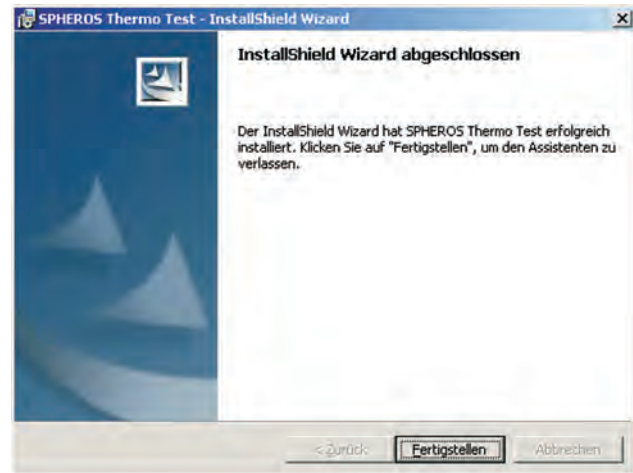 SPHEROS Thermo Test - InstallShield Wizard
InstallShield Wizard abgeschlossen
Der InstallShield Wizard hat SPHEROS Thermo Test erfolgreich
installiert. Klicken Sie auf "Fertigstellen", um den Assistenten zu
verlassen.
< Zurück Fertigstellen Abbrechen